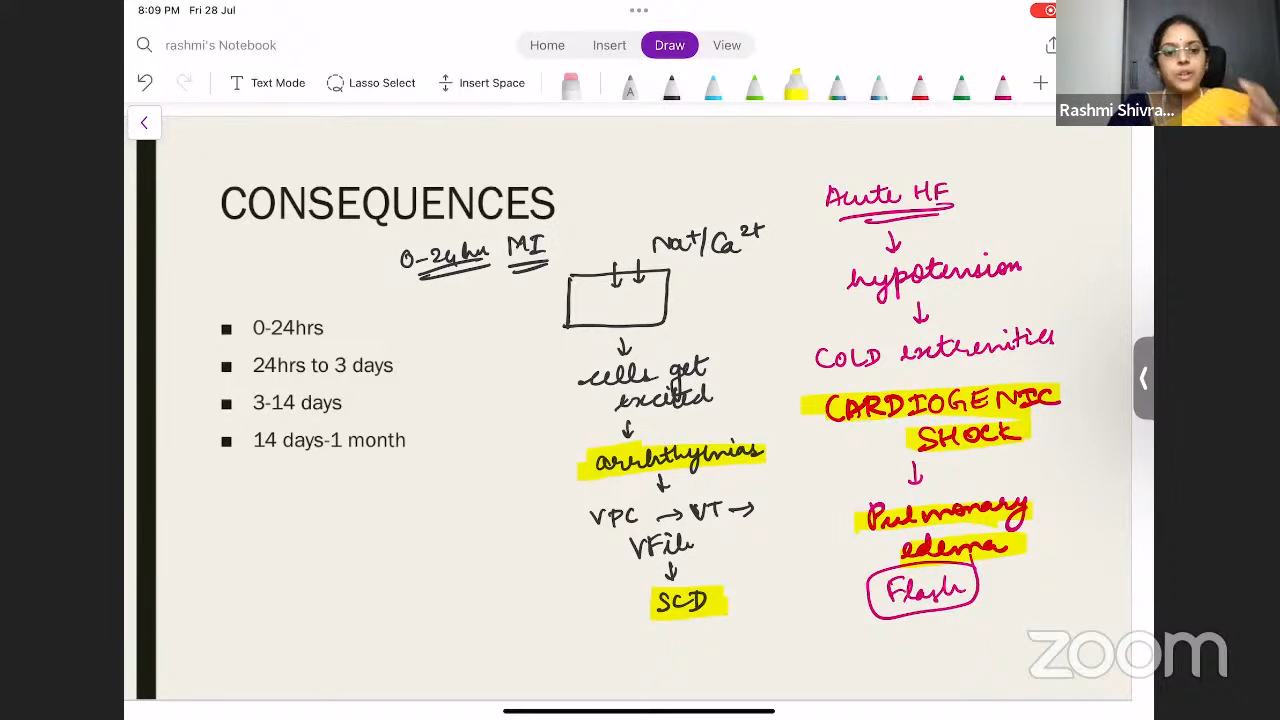 8:09 PM Fri 28 Jul
rashmi's Notebook
Home Insert Draw View
Text Mode Lasso Select Insert Space
A
Rashmi Shivra...
CONSEQUENCES
0-24hr MI
0-24hrs
24hrs to 3 days
3-14 days
14 days-1 month
Na+/Ca2+
cells get
excited
arrhthymias
VPC → VT →
VFib
SCD
Acute HF
hypotension
COLD extremities
CARDIOGENIC
SHOCK
Pulmonary
edema
Flash
zoom